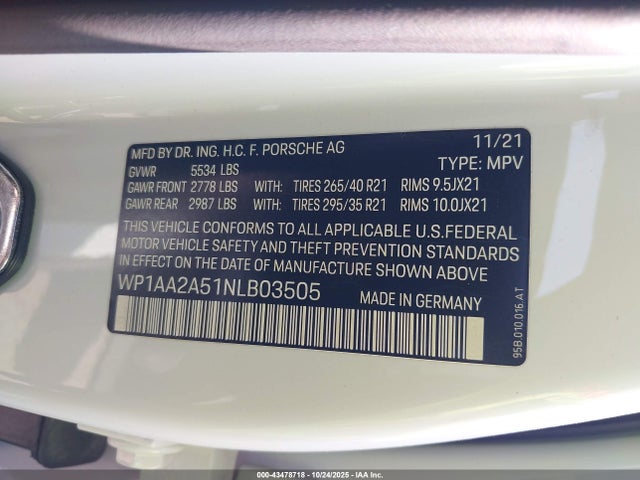 MFD BY DR. ING. H.C. F. PORSCHE AG 11/21
GVWR 5534 LBS TYPE: MPV
GAWR FRONT 2778 LBS WITH: TIRES 265/40 R21 RIMS 9.5JX21
GAWR REAR 2987 LBS WITH: TIRES 295/35 R21 RIMS 10.0JX21
THIS VEHICLE CONFORMS TO ALL APPLICABLE U.S.FEDERAL
MOTOR VEHICLE SAFETY AND THEFT PREVENTION STANDARDS
IN EFFECT ON THE DATE OF MANUFACTURE SHOWN ABOVE
WP1AA2A51NLB03505 MADE IN GERMANY
95B.010.016.AT
000-43478718 - 10/24/2025 - IAA Inc.